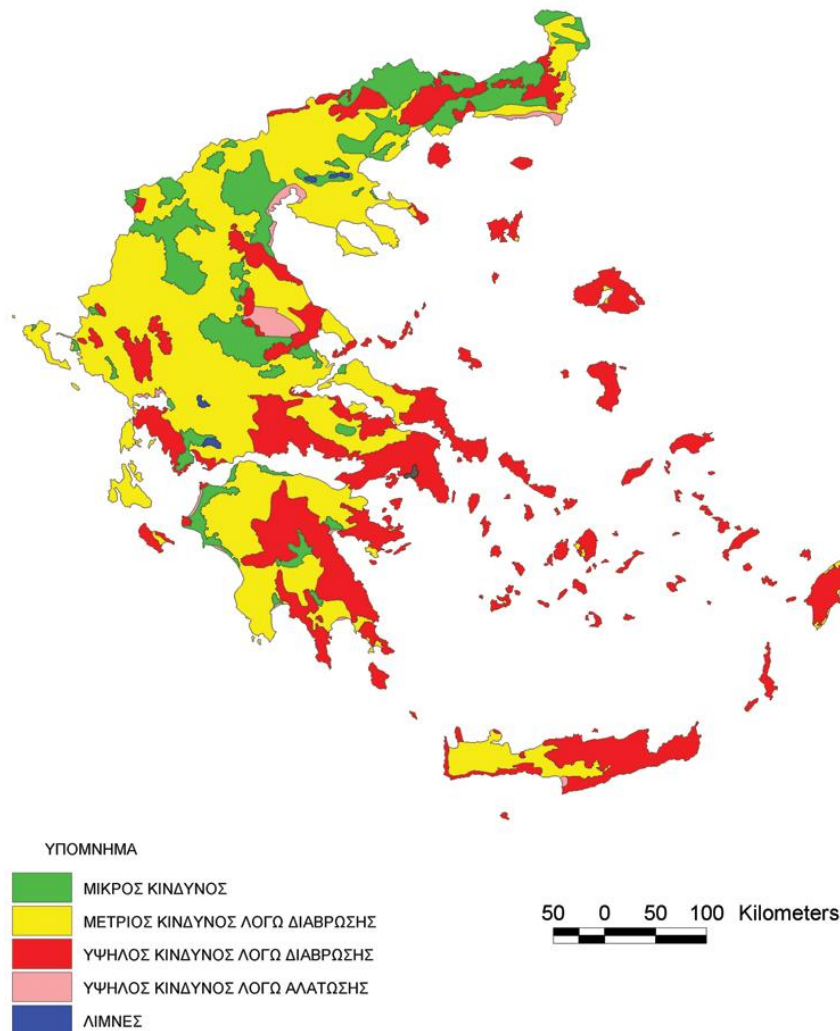 ΥΠΟΜΝΗΜΑ
ΜΙΚΡΟΣ ΚΙΝΔΥΝΟΣ
ΜΕΤΡΙΟΣ ΚΙΝΔΥΝΟΣ ΛΟΓΩ ΔΙΑΒΡΩΣΗΣ
ΥΨΗΛΟΣ ΚΙΝΔΥΝΟΣ ΛΟΓΩ ΔΙΑΒΡΩΣΗΣ
ΥΨΗΛΟΣ ΚΙΝΔΥΝΟΣ ΛΟΓΩ ΑΛΑΤΩΣΗΣ
ΛΙΜΝΕΣ
50 0 50 100 Kilometers